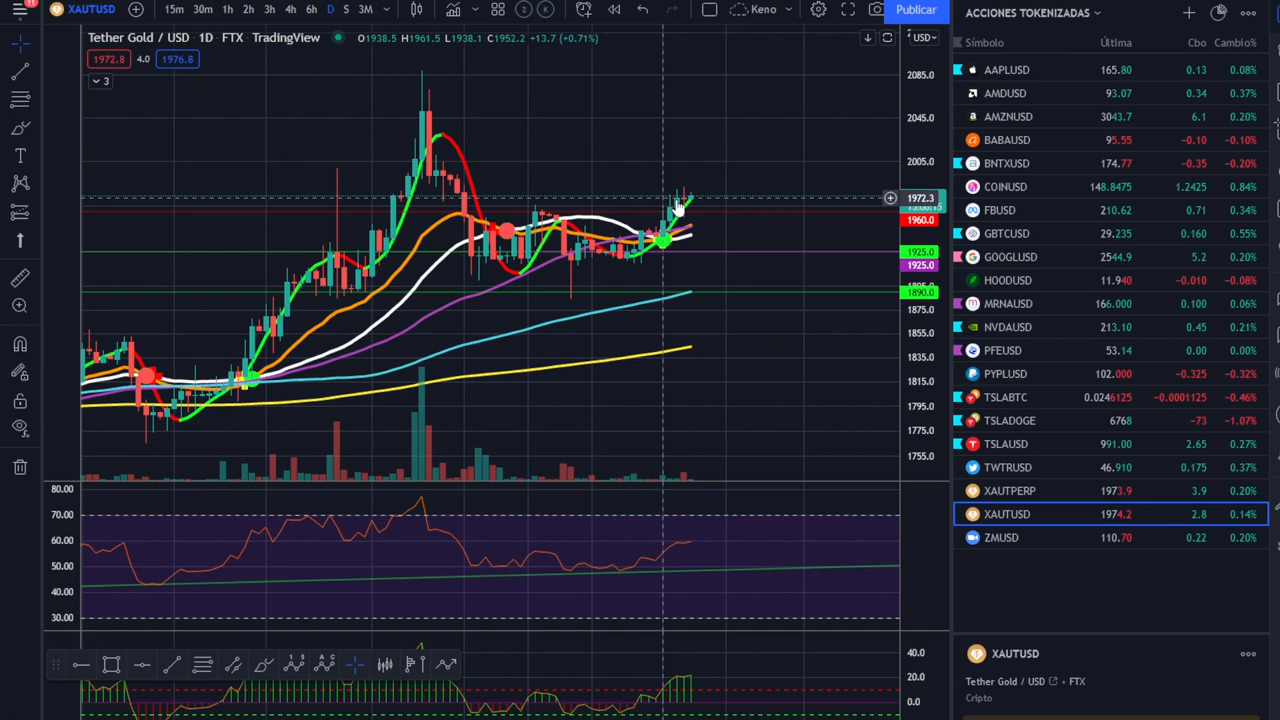 11
XAUTUSD
15m 30m 1h 2h 3h 4h 6h D S 3M
2
K
Keno
Publicar
Tether Gold / USD · 1D · FTX · TradingView
O1938.5 H1961.5 L1938.1 C1952.2 +13.7 (+0.71%)
1972.8 4.0 1976.8
3
USD
2085.0
2045.0
2005.0
1972.3
1960.0
1925.0
1925.0
1890.0
1875.0
1855.0
1835.0
1815.0
1795.0
1775.0
1755.0
80.00
70.00
60.00
50.00
40.00
30.00
40.0
20.0
0.0
ACCIONES TOKENIZADAS
Símbolo Última Cbo Cambio%
AAPLUSD 165.80 0.13 0.08%
AMDUSD 93.07 0.34 0.37%
AMZNUSD 3043.7 6.1 0.20%
BABAUSD 95.55 −0.10 −0.10%
BNTXUSD 174.77 −0.35 −0.20%
COINUSD 148.8475 1.2425 0.84%
FBUSD 210.62 0.71 0.34%
GBTCUSD 29.235 0.160 0.55%
GOOGLUSD 2544.9 5.2 0.20%
HOODUSD 11.940 −0.010 −0.08%
MRNAUSD 166.000 0.100 0.06%
NVDAUSD 213.10 0.45 0.21%
PFEUSD 53.14 0.00 0.00%
PYPLUSD 102.000 −0.325 −0.32%
TSLABTC 0.0246125 −0.0001125 −0.46%
TSLADOGE 6768 −73 −1.07%
TSLAUSD 991.00 2.65 0.27%
TWTRUSD 46.910 0.175 0.37%
XAUTPERP 1973.9 3.9 0.20%
XAUTUSD 1974.2 2.8 0.14%
ZMUSD 110.70 0.22 0.20%
XAUTUSD
Tether Gold / USD · FTX
Cripto